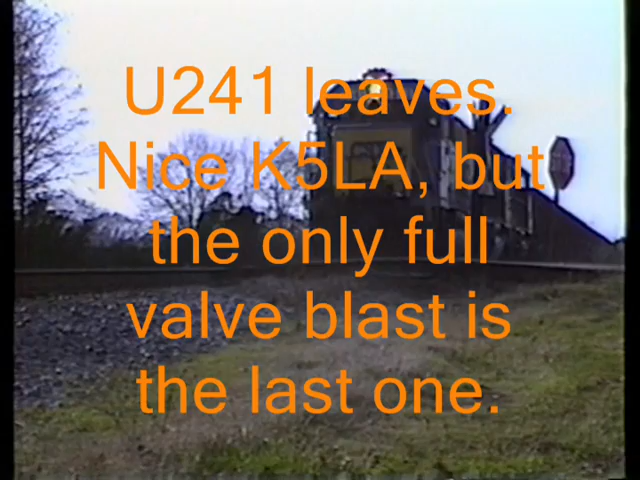 U241 leaves.
Nice K5LA, but
the only full
valve blast is
the last one.